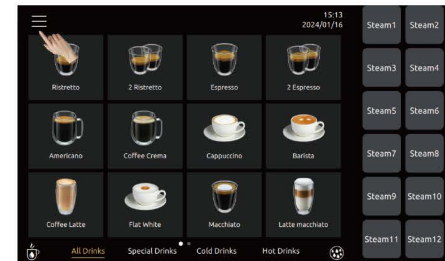 15:13
2024/01/16
Ristretto
2 Ristretto
Espresso
2 Espresso
Americano
Coffee Crema
Cappuccino
Barista
Coffee Latte
Flat White
Macchiato
Latte macchiato
All Drinks
Special Drinks
Cold Drinks
Hot Drinks
Steam1
Steam2
Steam3
Steam4
Steam5
Steam6
Steam7
Steam8
Steam9
Steam10
Steam11
Steam12